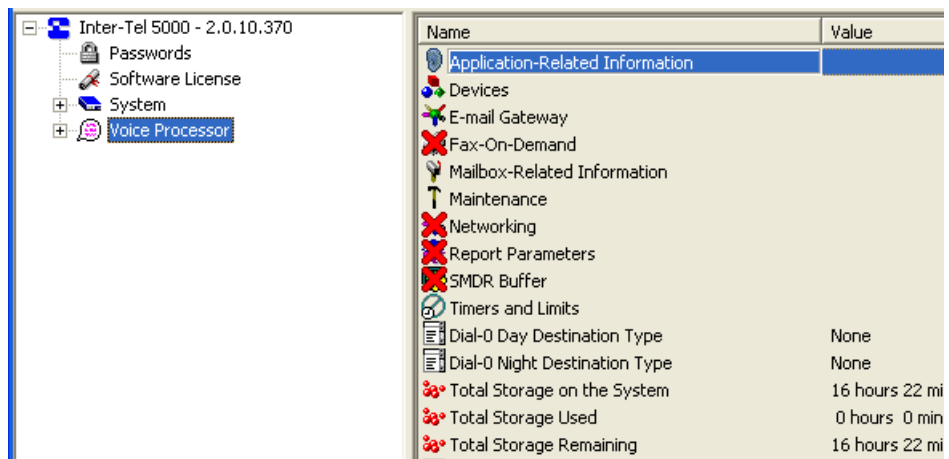 Inter-Tel 5000 - 2.0.10.370
Passwords
Software License
System
Voice Processor
Name Value
Application-Related Information
Devices
E-mail Gateway
Fax-On-Demand
Mailbox-Related Information
Maintenance
Networking
Report Parameters
SMDR Buffer
Timers and Limits
Dial-0 Day Destination Type None
Dial-0 Night Destination Type None
Total Storage on the System 16 hours 22 mi
Total Storage Used 0 hours 0 min
Total Storage Remaining 16 hours 22 mi